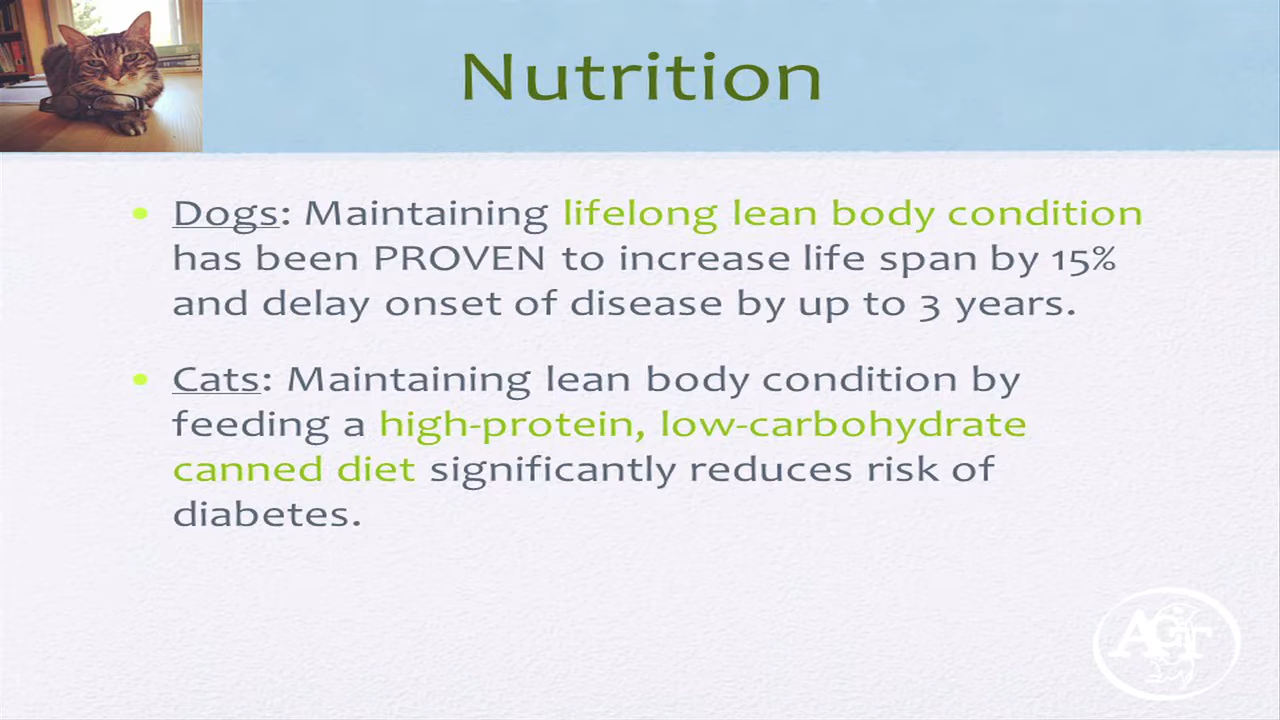 Nutrition
• Dogs: Maintaining lifelong lean body condition
has been PROVEN to increase life span by 15%
and delay onset of disease by up to 3 years.
• Cats: Maintaining lean body condition by
feeding a high-protein, low-carbohydrate
canned diet significantly reduces risk of
diabetes.
AGT